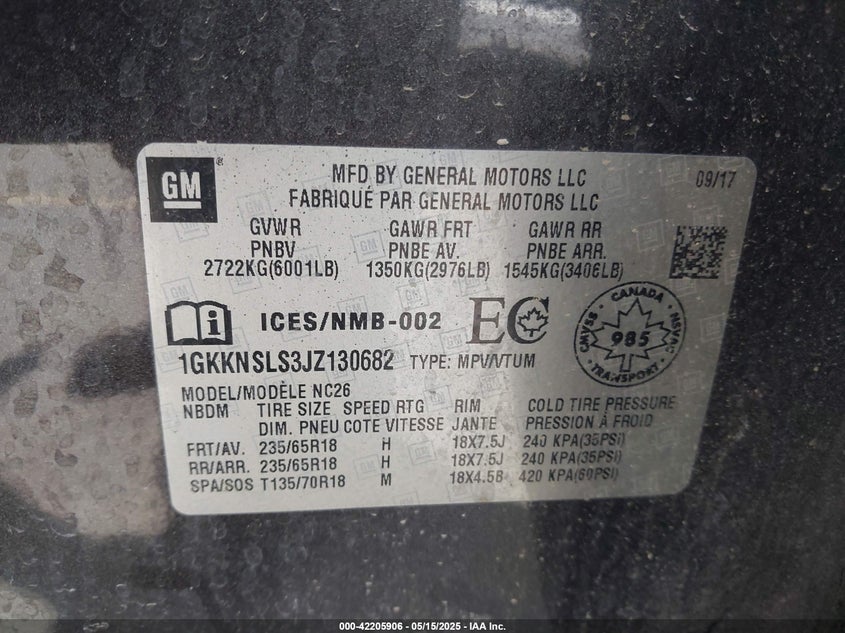 GM
MFD BY GENERAL MOTORS LLC
09/17
FABRIQUÉ PAR GENERAL MOTORS LLC
GVWR GAWR FRT GAWR RR
PNBV PNBE AV. PNBE ARR.
2722KG(6001LB) 1350KG(2976LB) 1545KG(3406LB)
ICES/NMB-002 EC
CANADA
CMVSS 985 NSVAC
TRANSPORT
1GKKNSLS3JZ130682 TYPE: MPV/VTUM
MODEL/MODÈLE NC26
NBDM TIRE SIZE SPEED RTG RIM COLD TIRE PRESSURE
DIM. PNEU COTE VITESSE JANTE PRESSION À FROID
FRT/AV. 235/65R18 H 18X7.5J 240 KPA(35PSI)
RR/ARR. 235/65R18 H 18X7.5J 240 KPA(35PSI)
SPA/SOS T135/70R18 M 18X4.5B 420 KPA(60PSI)
000-42205906 - 05/15/2025 - IAA Inc.